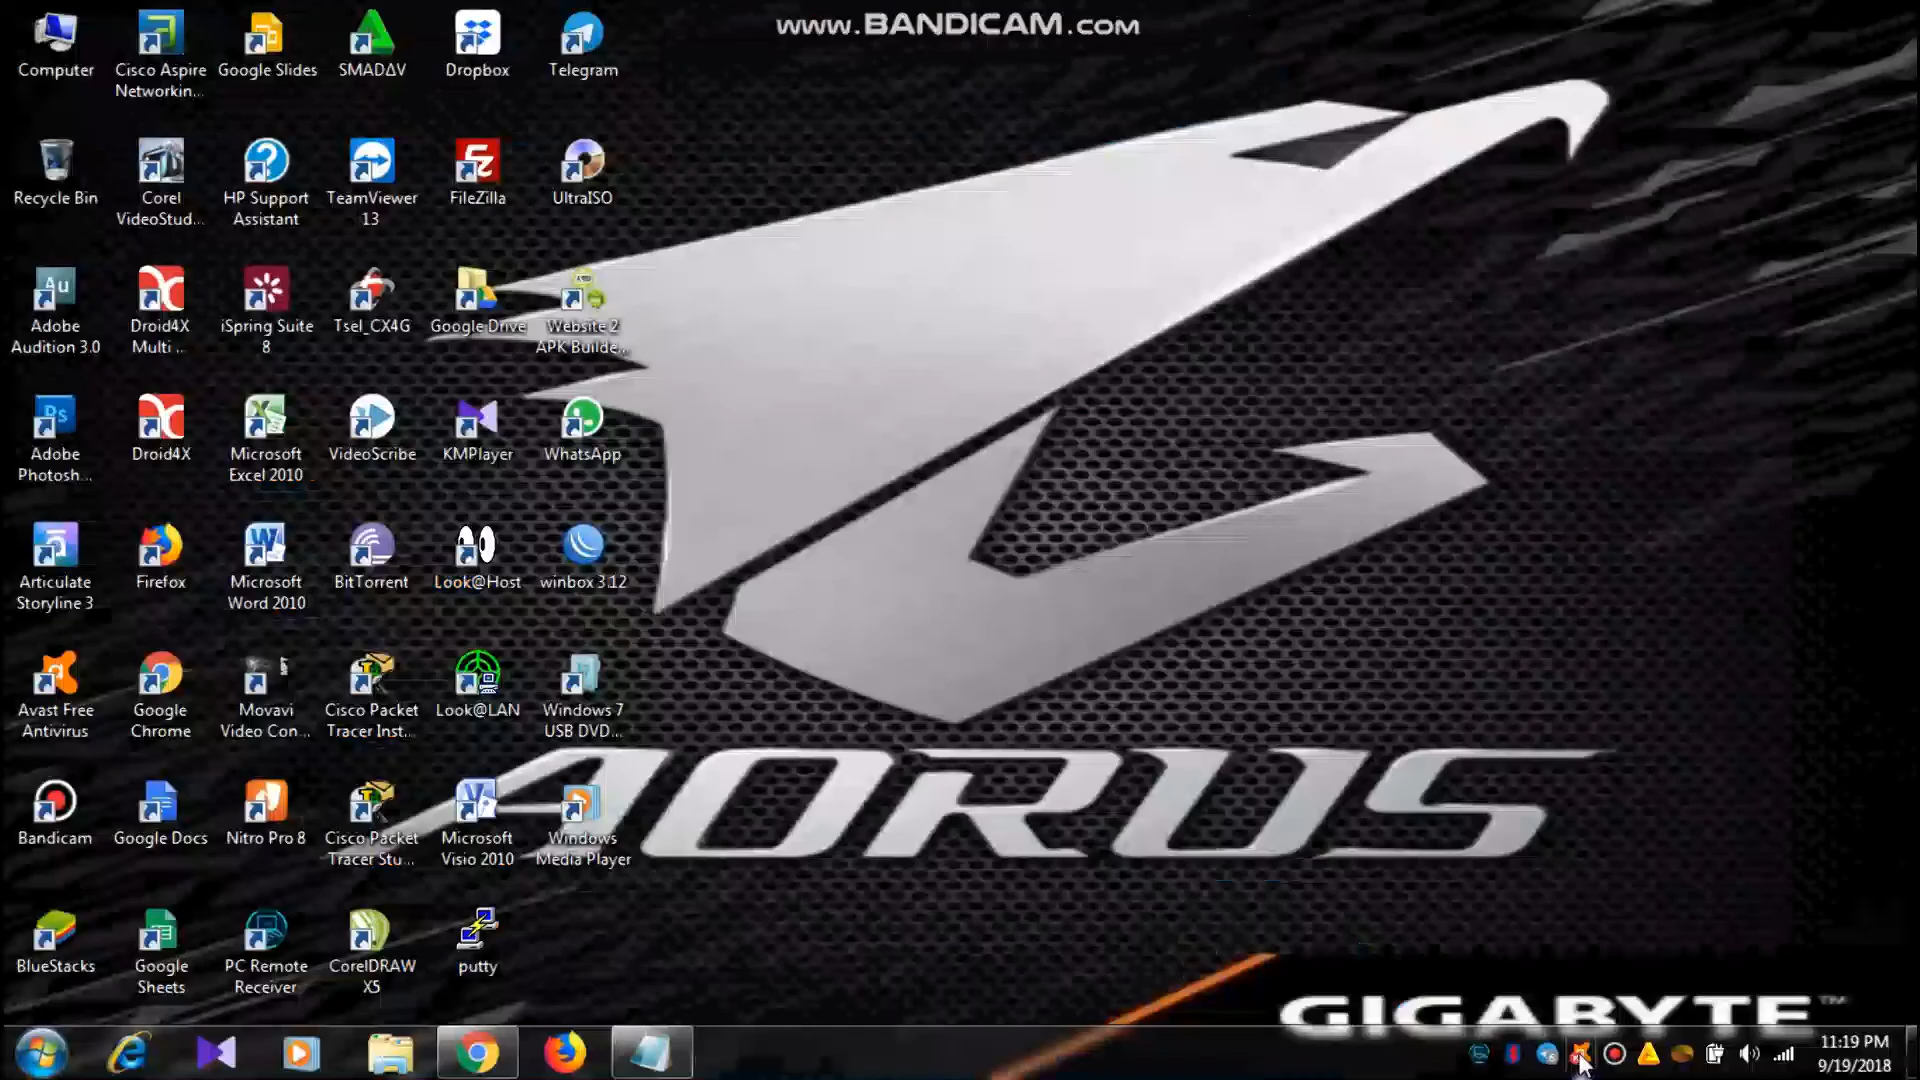 www.BANDICAM.com
Computer
Cisco Aspire
Networkin...
Google Slides
SMADΔV
Dropbox
Telegram
Recycle Bin
Corel
VideoStud...
HP Support
Assistant
TeamViewer
13
FileZilla
UltraISO
Au
Adobe
Audition 3.0
Droid4X
Multi ...
iSpring Suite
8
Tsel_CX4G
Google Drive
Website 2
APK Builde...
Ps
Adobe
Photosh...
Droid4X
Microsoft
Excel 2010
VideoScribe
KMPlayer
WhatsApp
Articulate
Storyline 3
Firefox
Microsoft
Word 2010
BitTorrent
Look@Host
winbox 3.12
Avast Free
Antivirus
Google
Chrome
Movavi
Video Con...
Cisco Packet
Tracer Inst...
Look@LAN
Windows 7
USB DVD...
Bandicam
Google Docs
Nitro Pro 8
Cisco Packet
Tracer Stu...
Microsoft
Visio 2010
Windows
Media Player
AORUS
BlueStacks
Google
Sheets
PC Remote
Receiver
CorelDRAW
X5
putty
GIGABYTE™
11:19 PM
9/19/2018